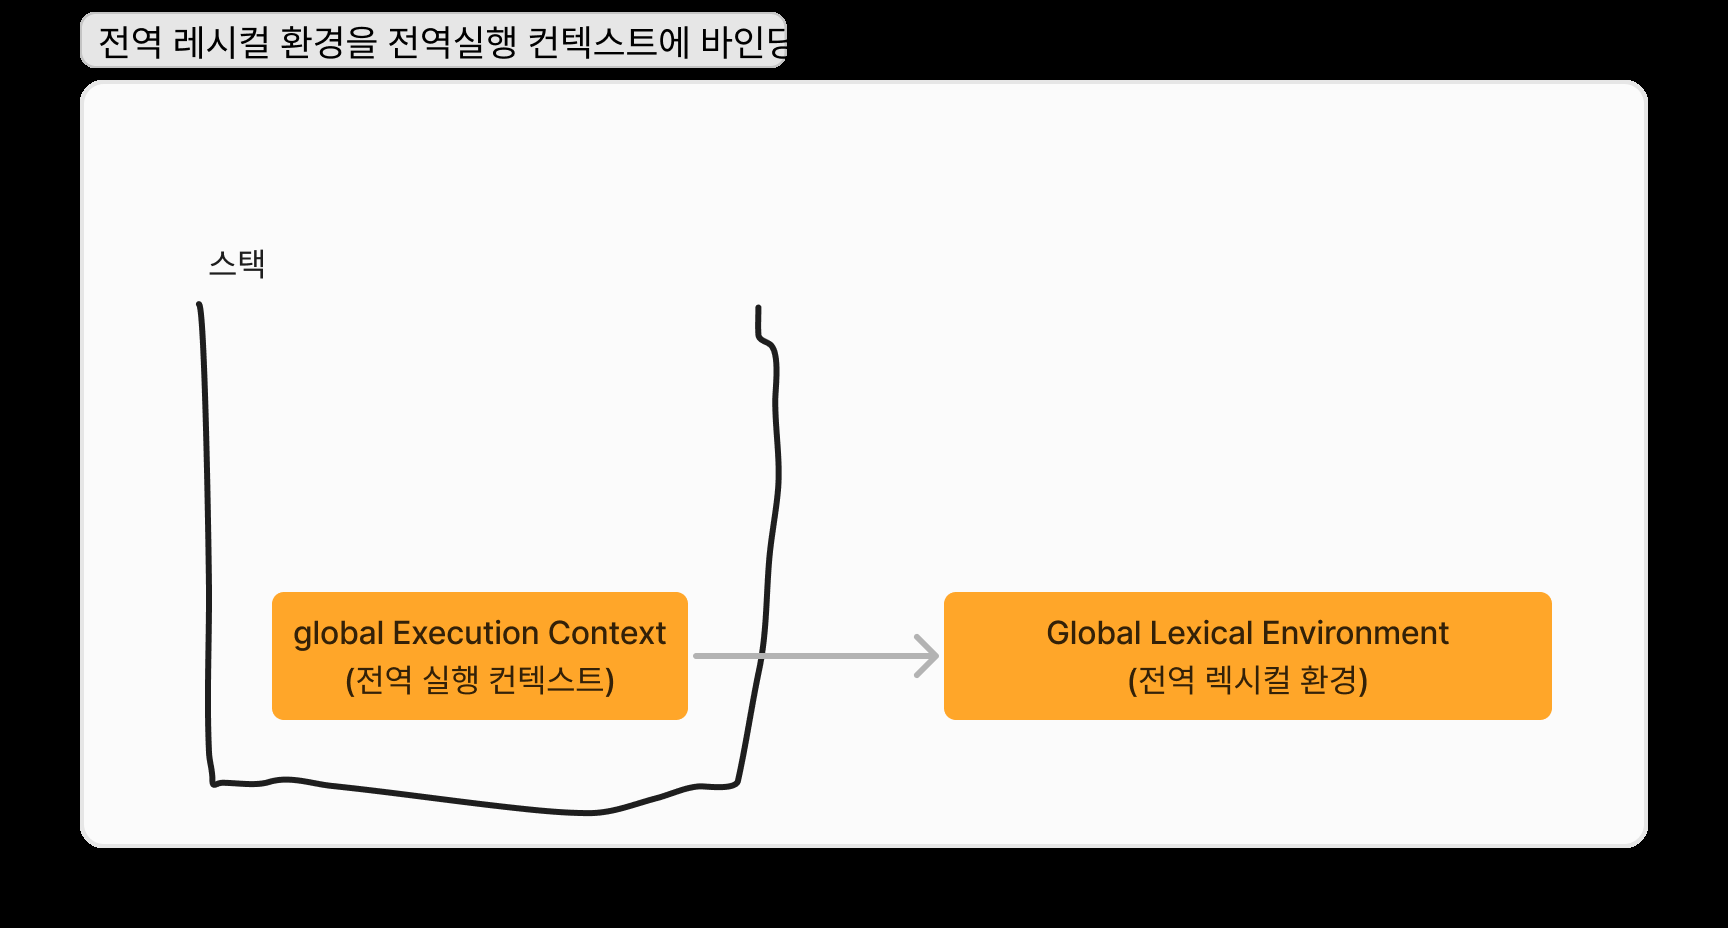 전역 레시컬 환경을 전역실행 컨텍스트에 바인딩
스택
global Execution Context
(전역 실행 컨텍스트)
Global Lexical Environment
(전역 렉시컬 환경)